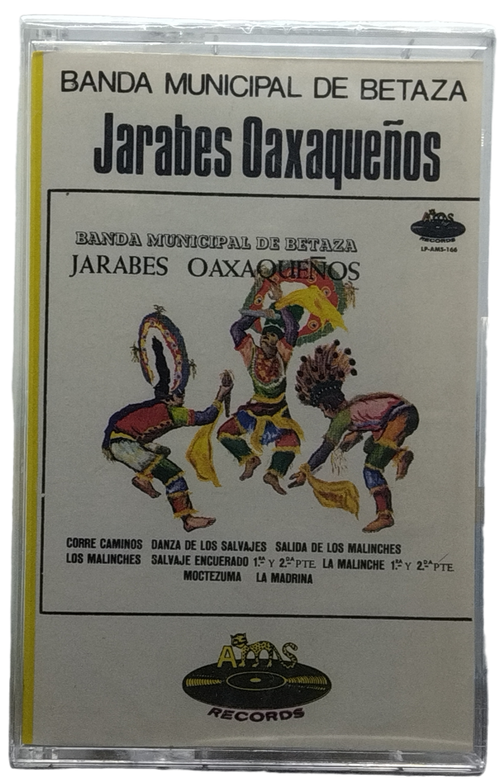 BANDA MUNICIPAL DE BETAZA
Jarabes Oaxaqueños
AMS
RECORDS
LP-AMS-166
BANDA MUNICIPAL DE BETAZA
JARABES OAXAQUEÑOS
CORRE CAMINOS DANZA DE LOS SALVAJES SALIDA DE LOS MALINCHES
LOS MALINCHES SALVAJE ENCUERADO 1.RA Y 2.DA PTE LA MALINCHE 1.RA Y 2.DA PTE
MOCTEZUMA LA MADRINA
AMS
RECORDS